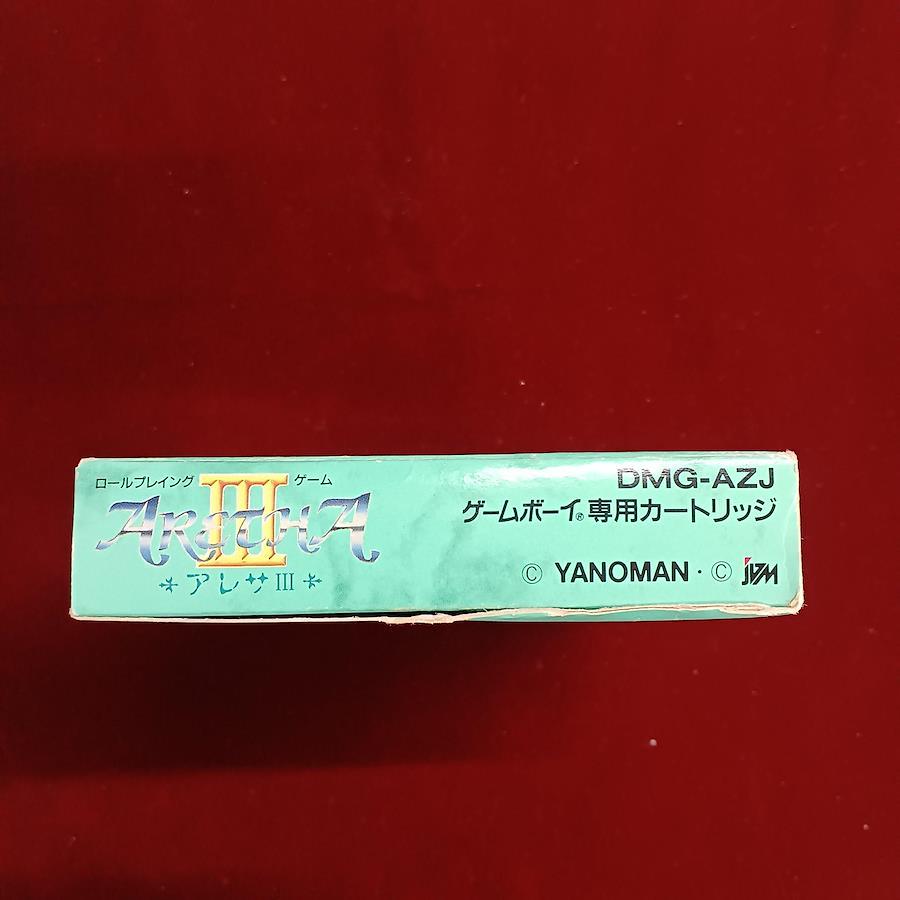 ロールプレイング ゲーム
ARETHA III
アレサIII
DMG-AZJ
ゲームボーイ®専用カートリッジ
© YANOMAN・© JVM